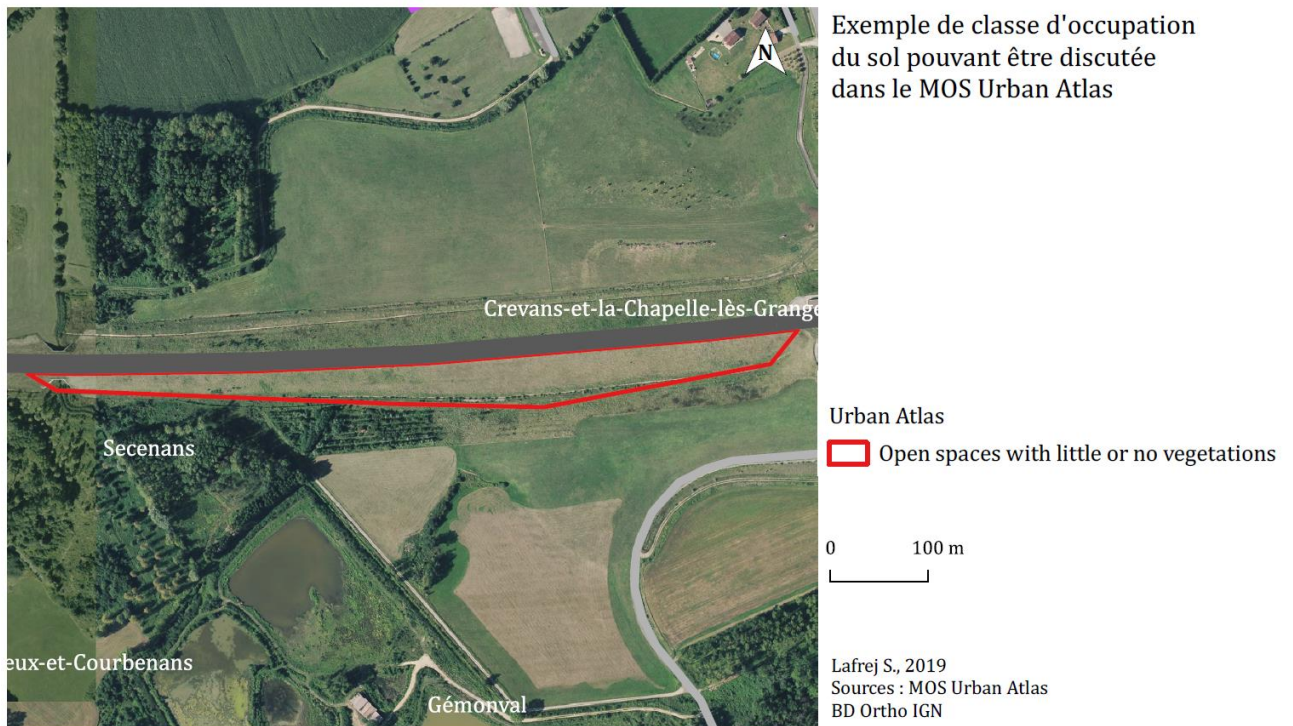 Exemple de classe d'occupation
du sol pouvant être discutée
dans le MOS Urban Atlas
N
Crevans-et-la-Chapelle-lès-Grange
Secenans
eux-et-Courbenans
Gémonval
Urban Atlas
Open spaces with little or no vegetations
0 100 m
Lafrej S., 2019
Sources : MOS Urban Atlas
BD Ortho IGN